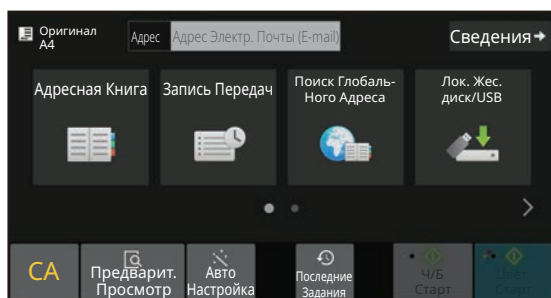 Оригинал
A4
Адрес
Адрес Электр. Почты (E-mail)
Сведения
Адресная Книга
Запись Передач
Поиск Глобаль-
Ного Адреса
Лок. Жес.
диск/USB
CA
Предварит.
Просмотр
Авто
Настройка
Последние
Задания
Ч/Б
Старт
Цвет
Старт